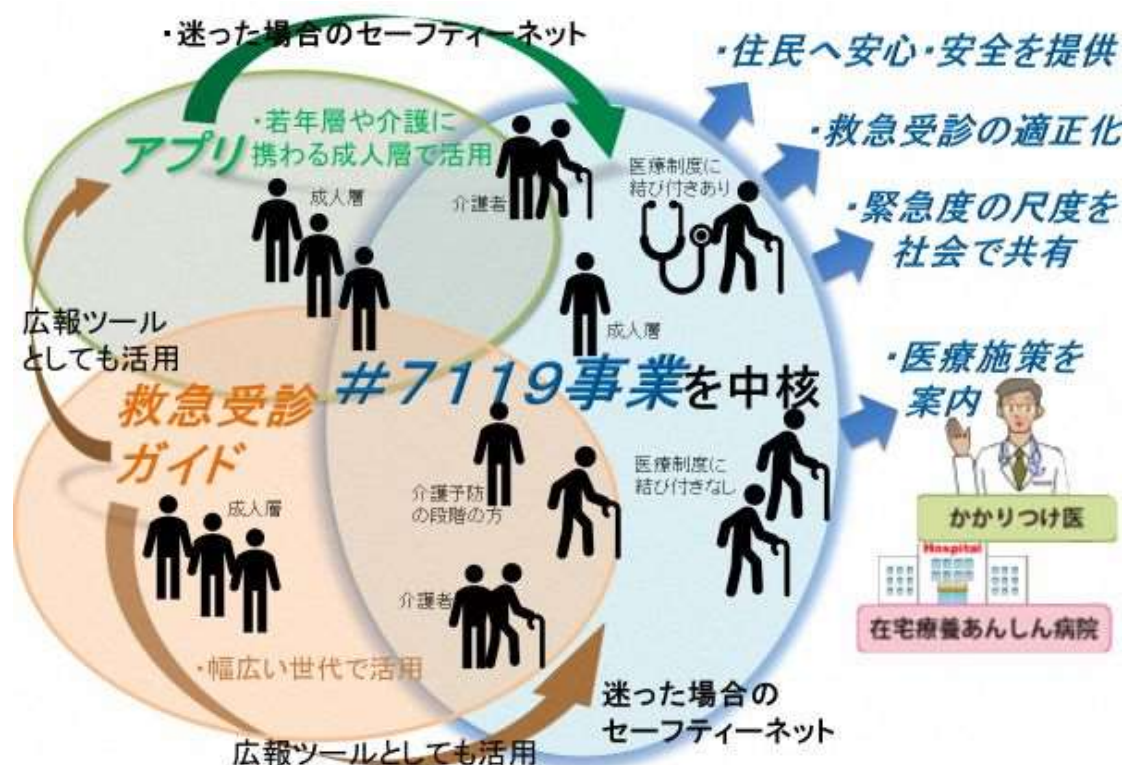 ・迷った場合のセーフティーネット
・住民へ安心・安全を提供
・救急受診の適正化
・緊急度の尺度を
社会で共有
・医療施策を
案内
アプリ
・若年層や介護に
携わる成人層で活用
成人層
介護者
医療制度に
結び付きあり
成人層
広報ツール
としても活用
#7119事業を中核
救急受診
ガイド
成人層
介護予防
の段階の方
医療制度に
結び付きなし
介護者
・幅広い世代で活用
広報ツールとしても活用
迷った場合の
セーフティーネット
かかりつけ医
Hospital
在宅療養あんしん病院